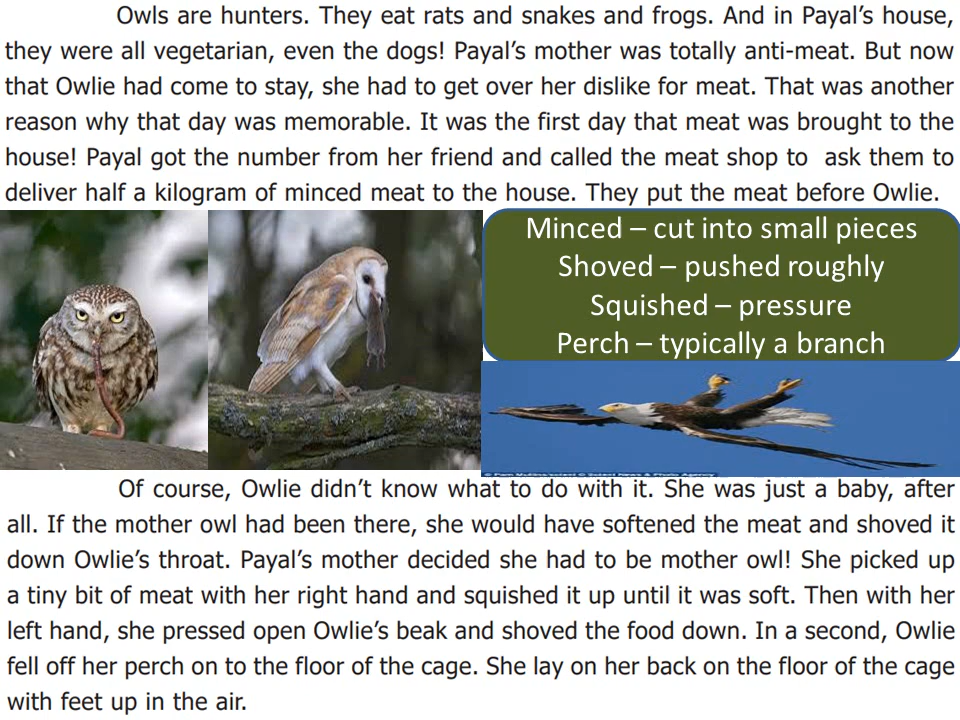 Owls are hunters. They eat rats and snakes and frogs. And in Payal’s house,
they were all vegetarian, even the dogs! Payal’s mother was totally anti-meat. But now
that Owlie had come to stay, she had to get over her dislike for meat. That was another
reason why that day was memorable. It was the first day that meat was brought to the
house! Payal got the number from her friend and called the meat shop to ask them to
deliver half a kilogram of minced meat to the house. They put the meat before Owlie.
Minced – cut into small pieces
Shoved – pushed roughly
Squished – pressure
Perch – typically a branch
Of course, Owlie didn’t know what to do with it. She was just a baby, after
all. If the mother owl had been there, she would have softened the meat and shoved it
down Owlie’s throat. Payal’s mother decided she had to be mother owl! She picked up
a tiny bit of meat with her right hand and squished it up until it was soft. Then with her
left hand, she pressed open Owlie’s beak and shoved the food down. In a second, Owlie
fell off her perch on to the floor of the cage. She lay on her back on the floor of the cage
with feet up in the air.